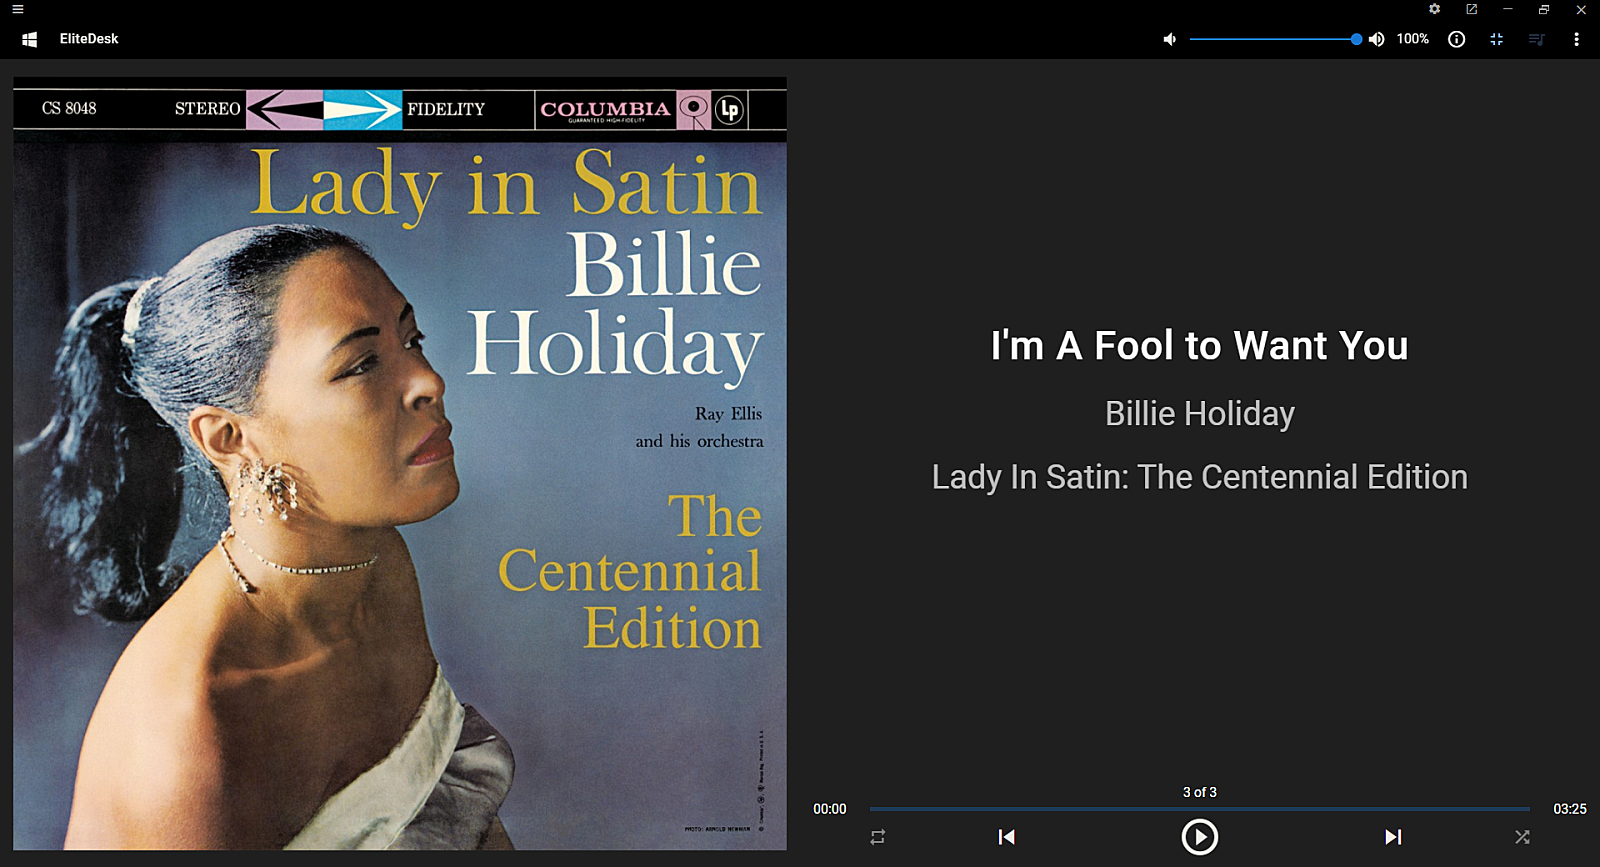 EliteDesk
100%
CS 8048
STEREO
FIDELITY
COLUMBIA
GUARANTEED HIGH-FIDELITY
Lp
Lady in Satin
Billie
Holiday
Ray Ellis
and his orchestra
The
Centennial
Edition
PHOTO: ARNOLD NEWMAN
I'm A Fool to Want You
Billie Holiday
Lady In Satin: The Centennial Edition
3 of 3
00:00
03:25